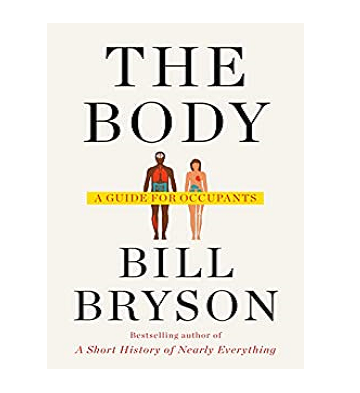 THE
BODY
A GUIDE FOR OCCUPANTS
BILL
BRYSON
Bestselling author of
A Short History of Nearly Everything